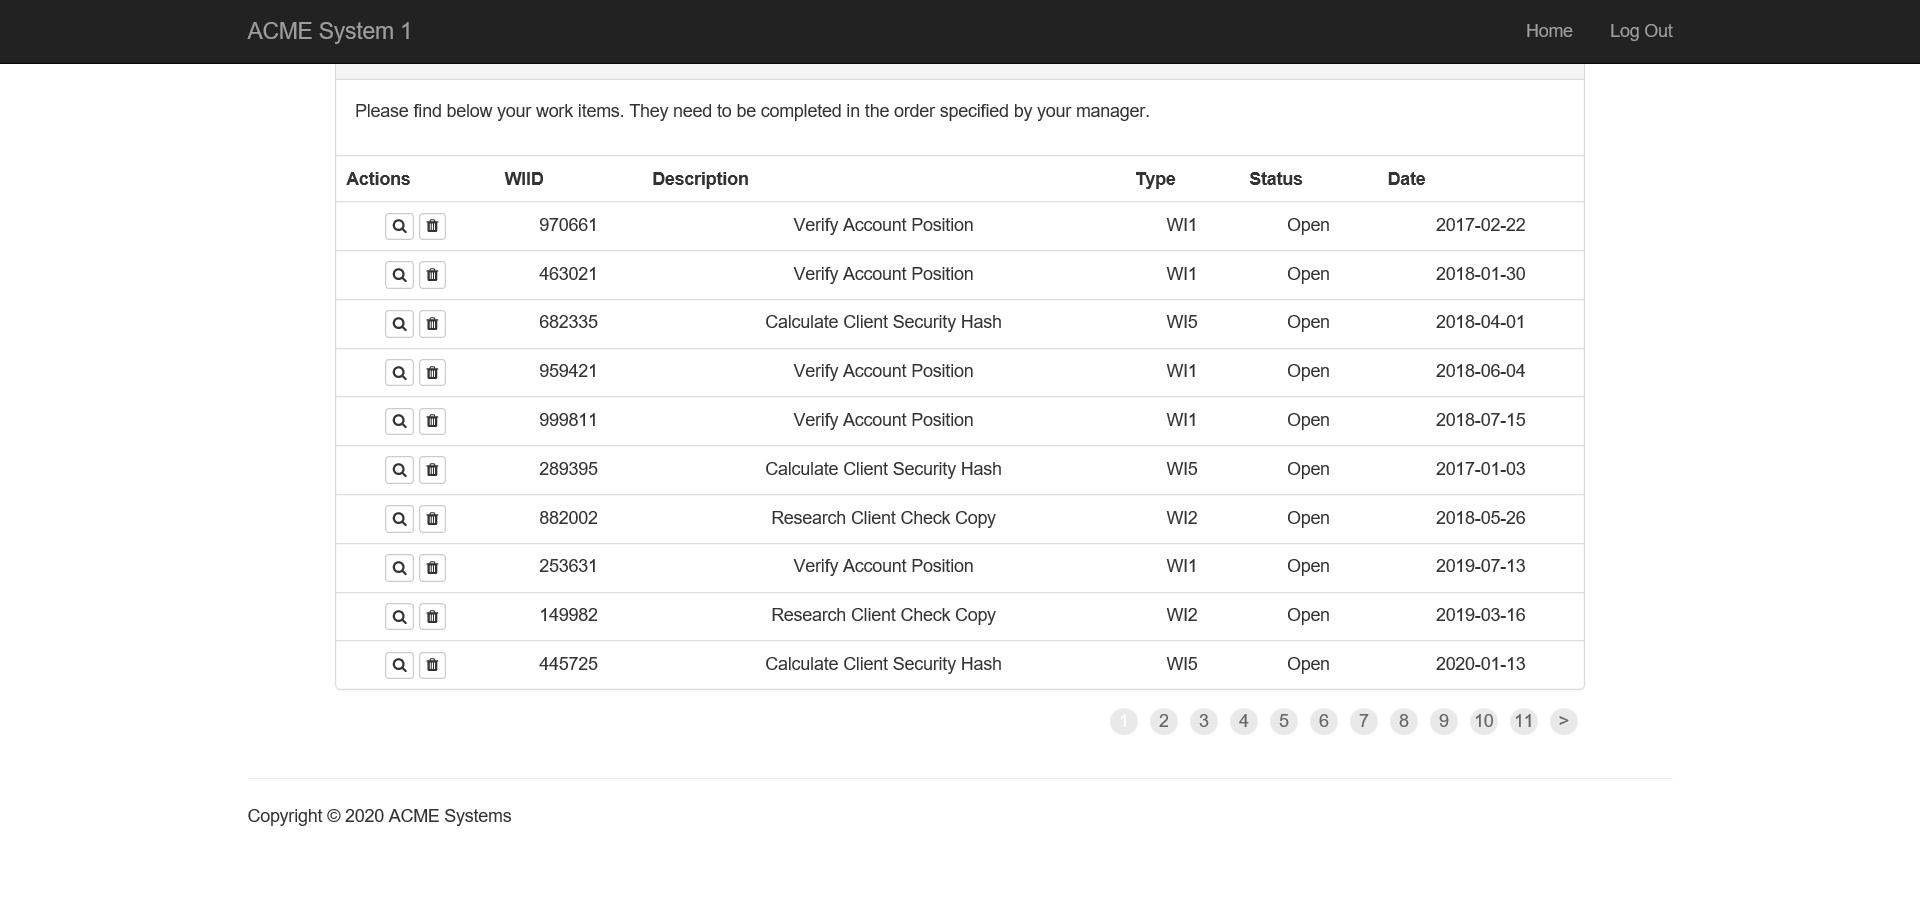 ACME System 1 Home Log Out
Please find below your work items. They need to be completed in the order specified by your manager.
Actions WIID Description Type Status Date
970661 Verify Account Position WI1 Open 2017-02-22
463021 Verify Account Position WI1 Open 2018-01-30
682335 Calculate Client Security Hash WI5 Open 2018-04-01
959421 Verify Account Position WI1 Open 2018-06-04
999811 Verify Account Position WI1 Open 2018-07-15
289395 Calculate Client Security Hash WI5 Open 2017-01-03
882002 Research Client Check Copy WI2 Open 2018-05-26
253631 Verify Account Position WI1 Open 2019-07-13
149982 Research Client Check Copy WI2 Open 2019-03-16
445725 Calculate Client Security Hash WI5 Open 2020-01-13
1 2 3 4 5 6 7 8 9 10 11 >
Copyright © 2020 ACME Systems